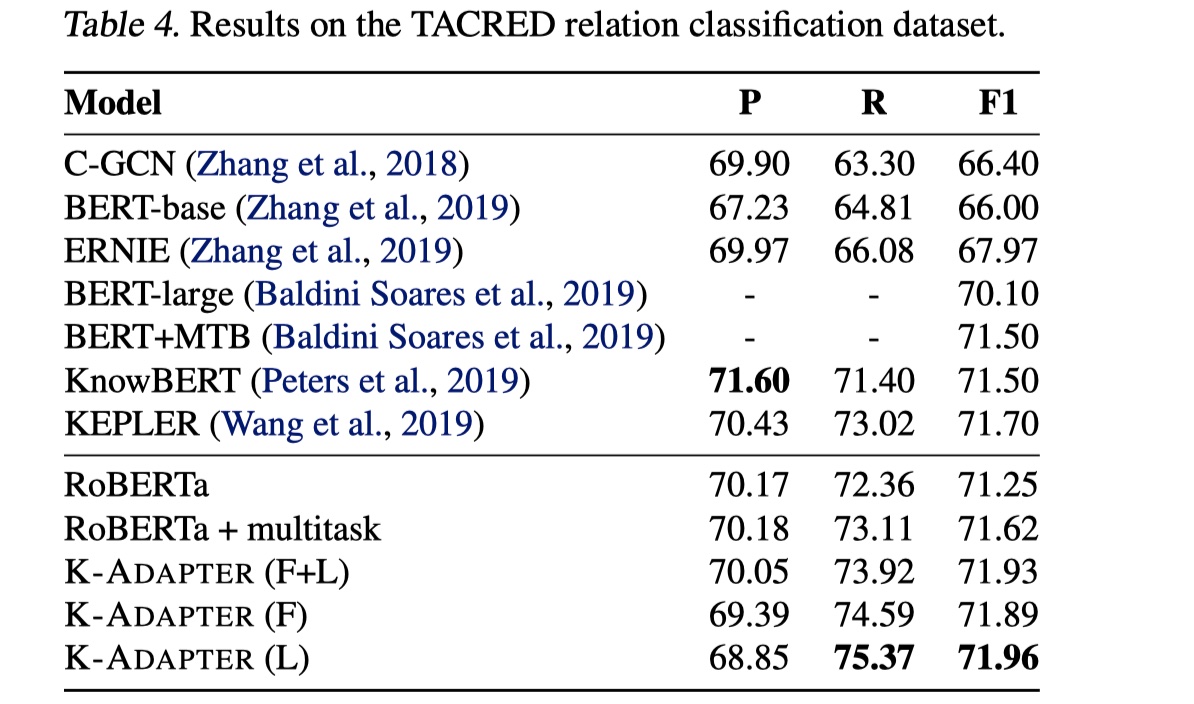 Table 4. Results on the TACRED relation classification dataset.
Model P R F1
C-GCN (Zhang et al., 2018) 69.90 63.30 66.40
BERT-base (Zhang et al., 2019) 67.23 64.81 66.00
ERNIE (Zhang et al., 2019) 69.97 66.08 67.97
BERT-large (Baldini Soares et al., 2019) - - 70.10
BERT+MTB (Baldini Soares et al., 2019) - - 71.50
KnowBERT (Peters et al., 2019) 71.60 71.40 71.50
KEPLER (Wang et al., 2019) 70.43 73.02 71.70
RoBERTa 70.17 72.36 71.25
RoBERTa + multitask 70.18 73.11 71.62
K-ADAPTER (F+L) 70.05 73.92 71.93
K-ADAPTER (F) 69.39 74.59 71.89
K-ADAPTER (L) 68.85 75.37 71.96